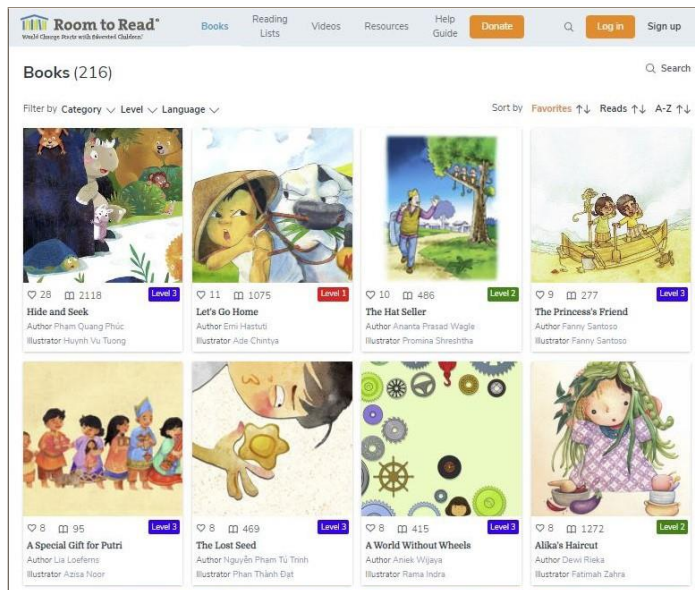 Room to Read®
World Change Starts with Educated Children.®
Books
Reading Lists
Videos
Resources
Help Guide
Donate
Log in
Sign up
Books (216)
Search
Filter by Category Level Language
Sort by Favorites ↑↓ Reads ↑↓ A-Z ↑↓
28 2118 Level 3
Hide and Seek
Author Phạm Quang Phúc
Illustrator Huynh Vu Tuong
11 1075 Level 1
Let's Go Home
Author Emi Hastuti
Illustrator Ade Chintya
10 486 Level 2
The Hat Seller
Author Ananta Prasad Wagle
Illustrator Promina Shreshtha
9 277 Level 3
The Princess's Friend
Author Fanny Santoso
Illustrator Fanny Santoso
8 95 Level 3
A Special Gift for Putri
Author Lia Loeferns
Illustrator Azisa Noor
8 469 Level 3
The Lost Seed
Author Nguyễn Phạm Tú Trinh
Illustrator Phan Thành Đạt
8 415 Level 3
A World Without Wheels
Author Aniek Wijaya
Illustrator Rama Indra
8 1272 Level 2
Alika's Haircut
Author Dewi Rieka
Illustrator Fatimah Zahra